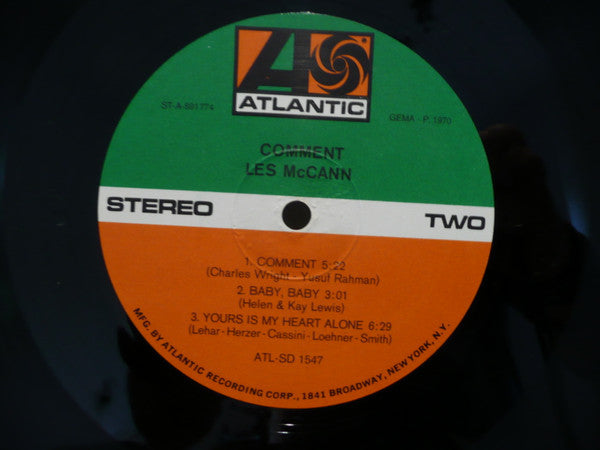 ATLANTIC
ST-A-681774
GEMA - P. 1970
COMMENT
LES McCANN
STEREO
TWO
1. COMMENT 5:22
(Charles Wright - Yusuf Rahman)
2. BABY, BABY 3:01
(Helen & Kay Lewis)
3. YOURS IS MY HEART ALONE 6:29
(Lehar-Herzer-Cassini-Loehner-Smith)
ATL-SD 1547
MFG. BY ATLANTIC RECORDING CORP., 1841 BROADWAY, NEW YORK, N.Y.